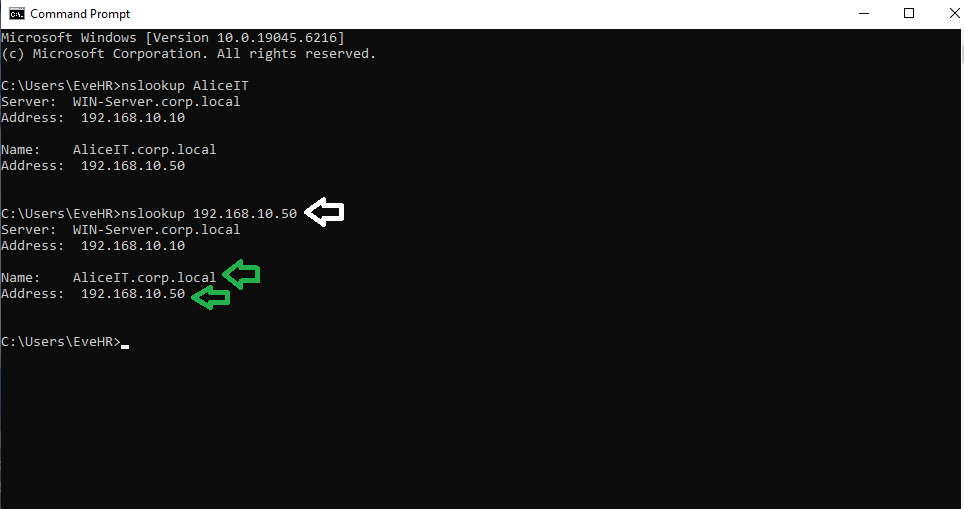 Command Prompt
Microsoft Windows [Version 10.0.19045.6216]
(c) Microsoft Corporation. All rights reserved.
C:\Users\EveHR>nslookup AliceIT
Server:  WIN-Server.corp.local
Address:  192.168.10.10
Name:    AliceIT.corp.local
Address:  192.168.10.50
C:\Users\EveHR>nslookup 192.168.10.50
Server:  WIN-Server.corp.local
Address:  192.168.10.10
Name:    AliceIT.corp.local
Address:  192.168.10.50
C:\Users\EveHR>